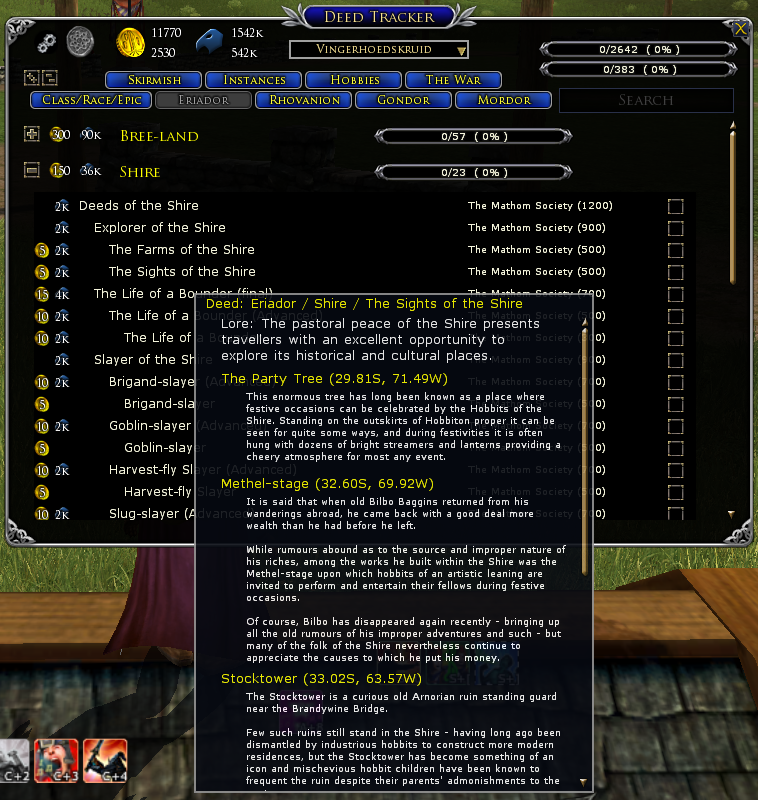 DEED TRACKER
11770
1542K
2530
542K
VINGERHOEDSKRUID
0/2642 ( 0% )
0/383 ( 0% )
SKIRMISH
INSTANCES
HOBBIES
THE WAR
CLASS/RACE/EPIC
ERIADOR
RHOVANION
GONDOR
MORDOR
SEARCH
300 90K BREE-LAND 0/57 ( 0% )
150 36K SHIRE 0/23 ( 0% )
2K Deeds of the Shire The Mathom Society (1200)
2K Explorer of the Shire The Mathom Society (900)
5 2K The Farms of the Shire The Mathom Society (500)
5 2K The Sights of the Shire The Mathom Society (500)
15 4K The Life of a Bounder (final)
10 2K The Life of a Bounder (Advanced)
10 2K The Life of a
2K Slayer of the Shire
10 2K Brigand-slayer (Advanced)
5 Brigand-slayer
10 2K Goblin-slayer (Advanced)
5 Goblin-slayer
10 2K Harvest-fly Slayer (Advanced)
5 Harvest-fly Slayer
10 2K Slug-slayer (Advanced)
Deed: Eriador / Shire / The Sights of the Shire
Lore: The pastoral peace of the Shire presents
travellers with an excellent opportunity to
explore its historical and cultural places.
The Party Tree (29.81S, 71.49W)
This enormous tree has long been known as a place where
festive occasions can be celebrated by the Hobbits of the
Shire. Standing on the outskirts of Hobbiton proper it can be
seen for quite some ways, and during festivities it is often
hung with dozens of bright streamers and lanterns providing a
cheery atmosphere for most any event.
Methel-stage (32.60S, 69.92W)
It is said that when old Bilbo Baggins returned from his
wanderings abroad, he came back with a good deal more
wealth than he had before he left.
While rumours abound as to the source and improper nature of
his riches, among the works he built within the Shire was the
Methel-stage upon which hobbits of an artistic leaning are
invited to perform and entertain their fellows during festive
occasions.
Of course, Bilbo has disappeared again recently - bringing up
all the old rumours of his improper adventures and such - but
many of the folk of the Shire nevertheless continue to
appreciate the causes to which he put his money.
Stocktower (33.02S, 63.57W)
The Stocktower is a curious old Arnorian ruin standing guard
near the Brandywine Bridge.
Few such ruins still stand in the Shire - having long ago been
dismantled by industrious hobbits to construct more modern
residences, but the Stocktower has become something of an
icon and mischevious hobbit children have been known to
frequent the ruin despite their parents' admonishments to the
C+2
C+3
C+4